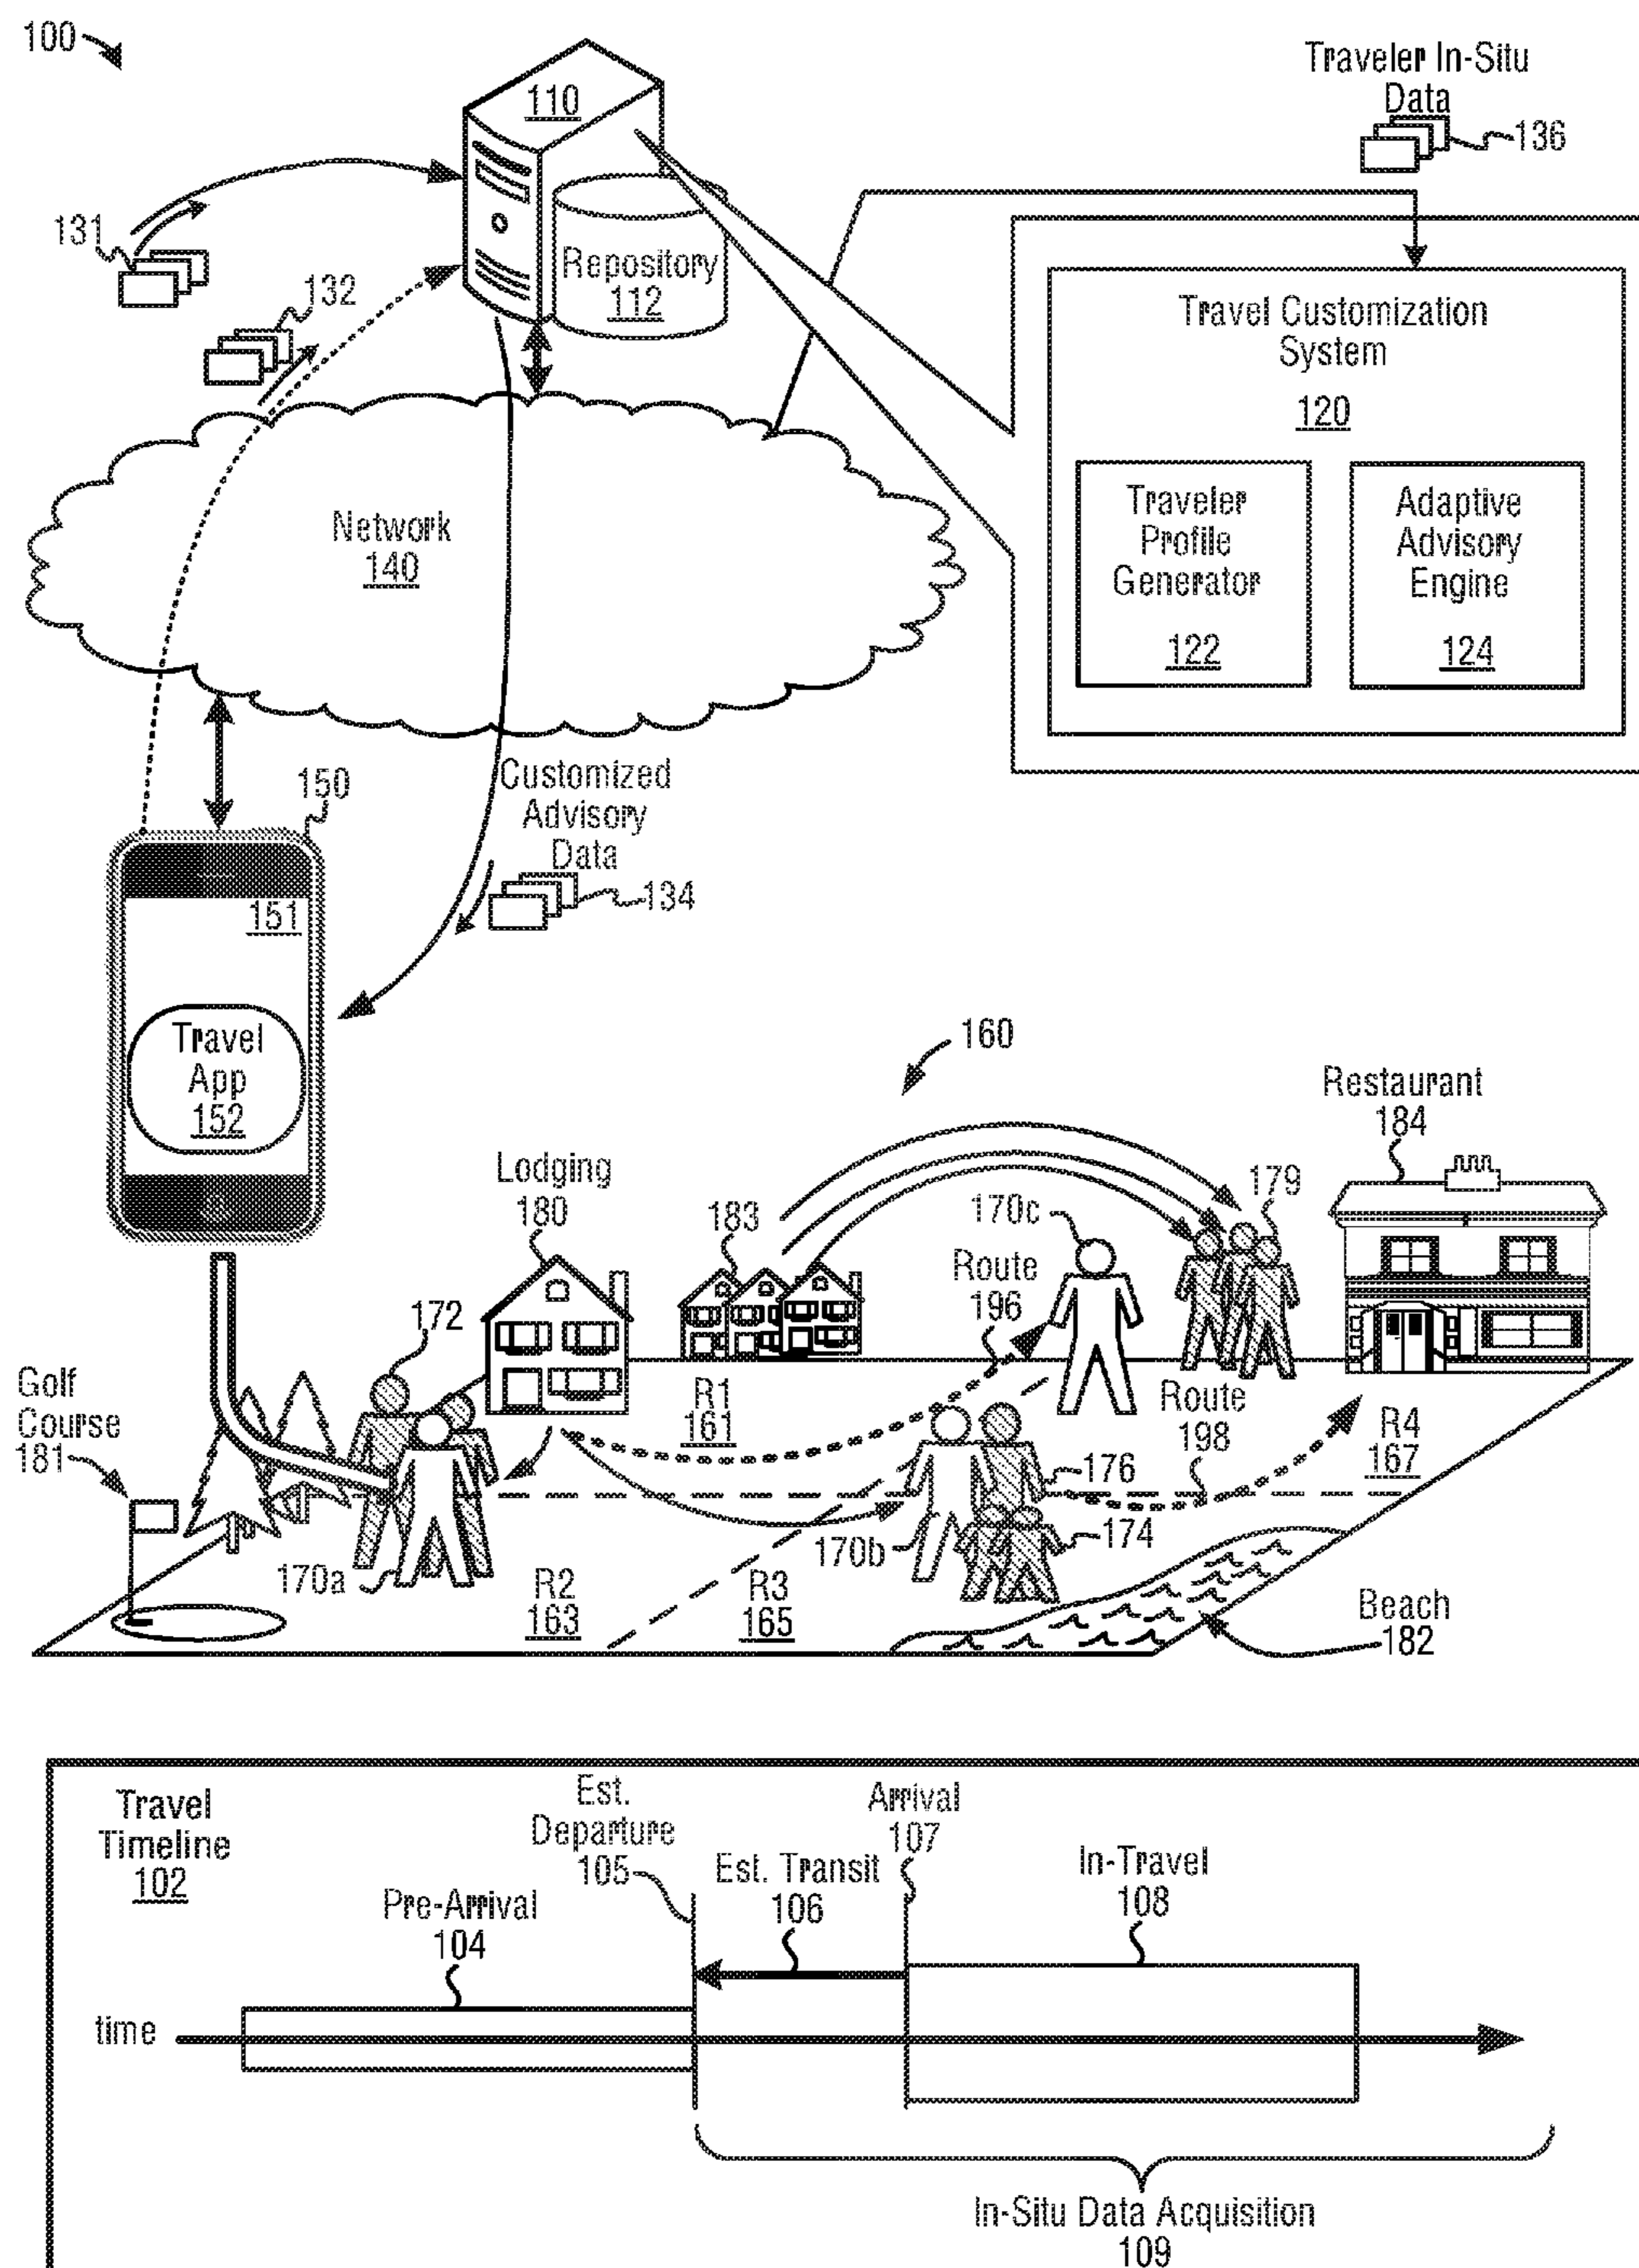 100
110
Traveler In-Situ
Data
136
131
Repository
112
132
Travel Customization
System
120
Traveler
Profile
Generator
122
Adaptive
Advisory
Engine
124
Network
140
150
Customized
Advisory
Data
134
151
Travel
App
152
160
Restaurant
184
Lodging
180
183
170c
179
Route
196
172
Golf
Course
181
R1
161
Route
198
R4
167
176
174
170a
170b
R2
163
R3
165
Beach
182
Travel
Timeline
102
Est.
Departure
105
Arrival
107
Est. Transit
106
In-Travel
108
Pre-Arrival
104
time
In-Situ Data Acquisition
109